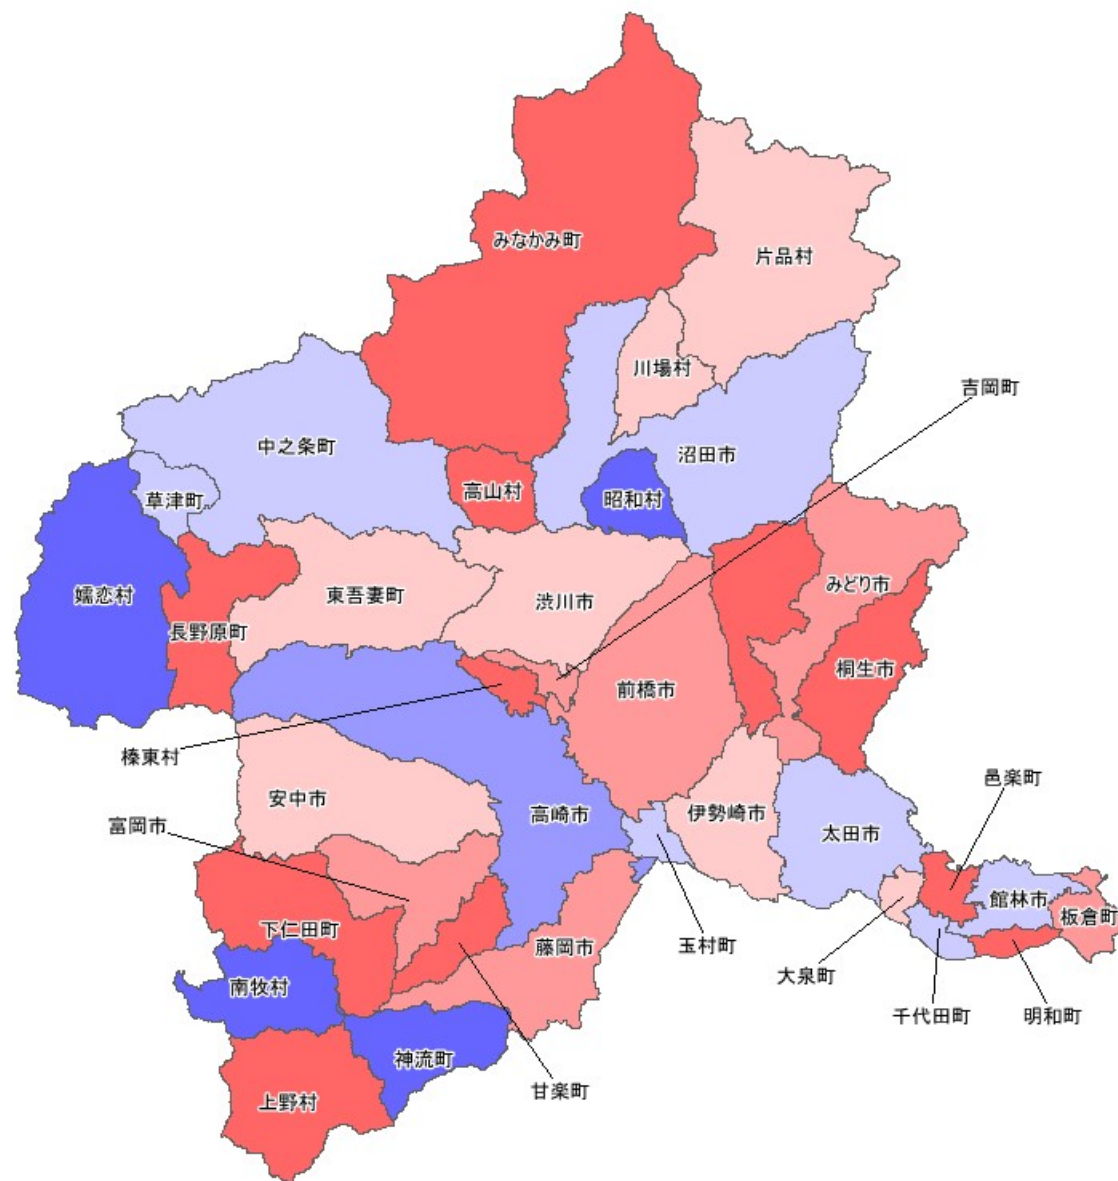 みなかみ町
片品村
川場村
吉岡町
中之条町
沼田市
草津町
高山村
昭和村
嬬恋村
東吾妻町
渋川市
みどり市
長野原町
前橋市
桐生市
榛東村
安中市
高崎市
伊勢崎市
邑楽町
富岡市
太田市
館林市
板倉町
下仁田町
藤岡市
玉村町
大泉町
南牧村
千代田町
明和町
神流町
甘楽町
上野村